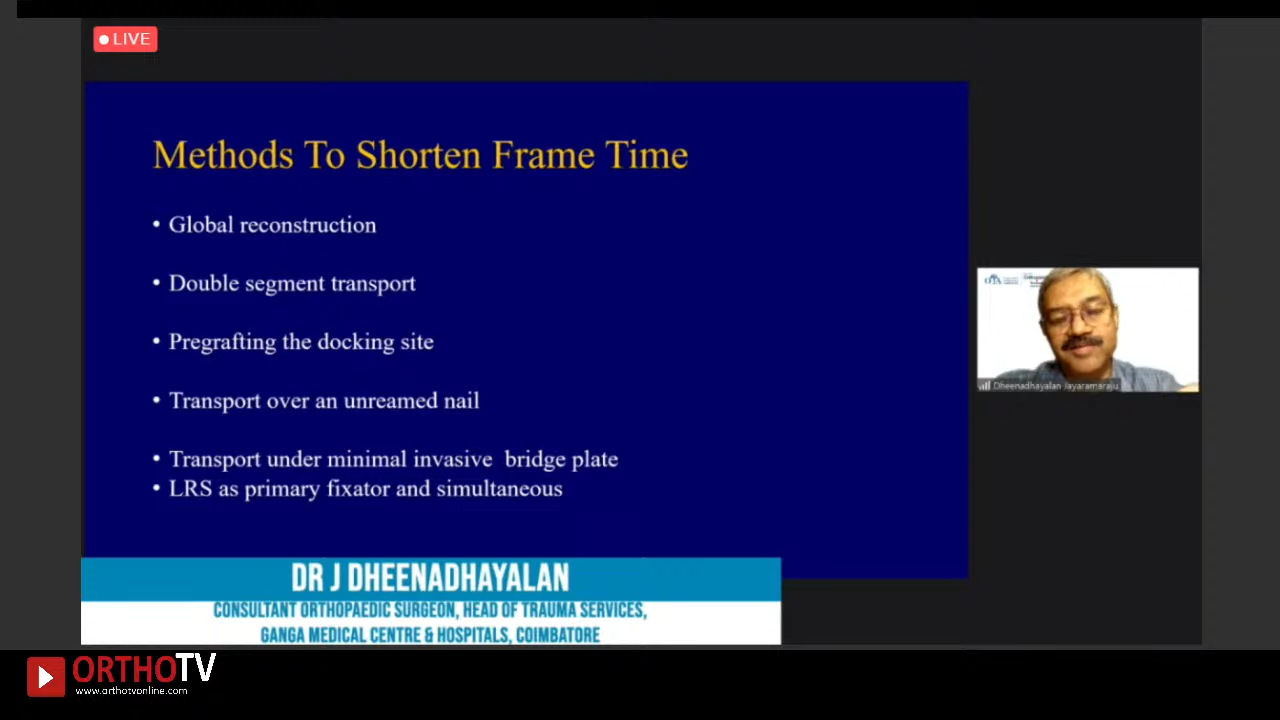 LIVE
Methods To Shorten Frame Time
• Global reconstruction
• Double segment transport
• Pregrafting the docking site
• Transport over an unreamed nail
• Transport under minimal invasive bridge plate
• LRS as primary fixator and simultaneous
Dheenadhayalan Jayaramaraju
DR J DHEENADHAYALAN
CONSULTANT ORTHOPAEDIC SURGEON, HEAD OF TRAUMA SERVICES,
GANGA MEDICAL CENTRE & HOSPITALS, COIMBATORE
ORTHOTV
www.orthotvonline.com